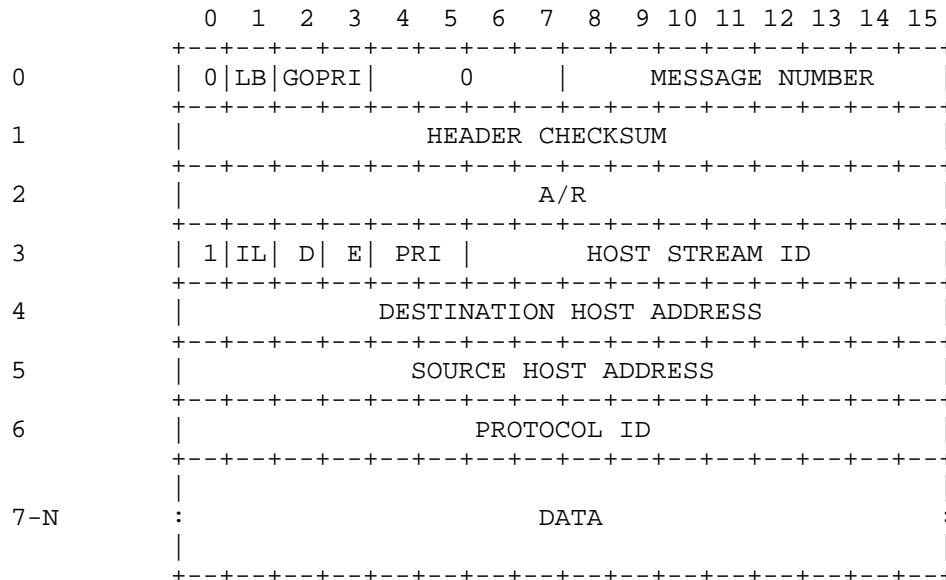 0 1 2 3 4 5 6 7 8 9 10 11 12 13 14 15
+--+--+--+--+--+--+--+--+--+--+--+--+--+--+--+--+
0 | 0|LB|GOPRI| 0 | MESSAGE NUMBER |
+--+--+--+--+--+--+--+--+--+--+--+--+--+--+--+--+
1 | HEADER CHECKSUM |
+--+--+--+--+--+--+--+--+--+--+--+--+--+--+--+--+
2 | A/R |
+--+--+--+--+--+--+--+--+--+--+--+--+--+--+--+--+
3 | 1|IL| D| E| PRI | HOST STREAM ID |
+--+--+--+--+--+--+--+--+--+--+--+--+--+--+--+--+
4 | DESTINATION HOST ADDRESS |
+--+--+--+--+--+--+--+--+--+--+--+--+--+--+--+--+
5 | SOURCE HOST ADDRESS |
+--+--+--+--+--+--+--+--+--+--+--+--+--+--+--+--+
6 | PROTOCOL ID |
+--+--+--+--+--+--+--+--+--+--+--+--+--+--+--+--+
| |
7-N : DATA :
| |
+--+--+--+--+--+--+--+--+--+--+--+--+--+--+--+--+